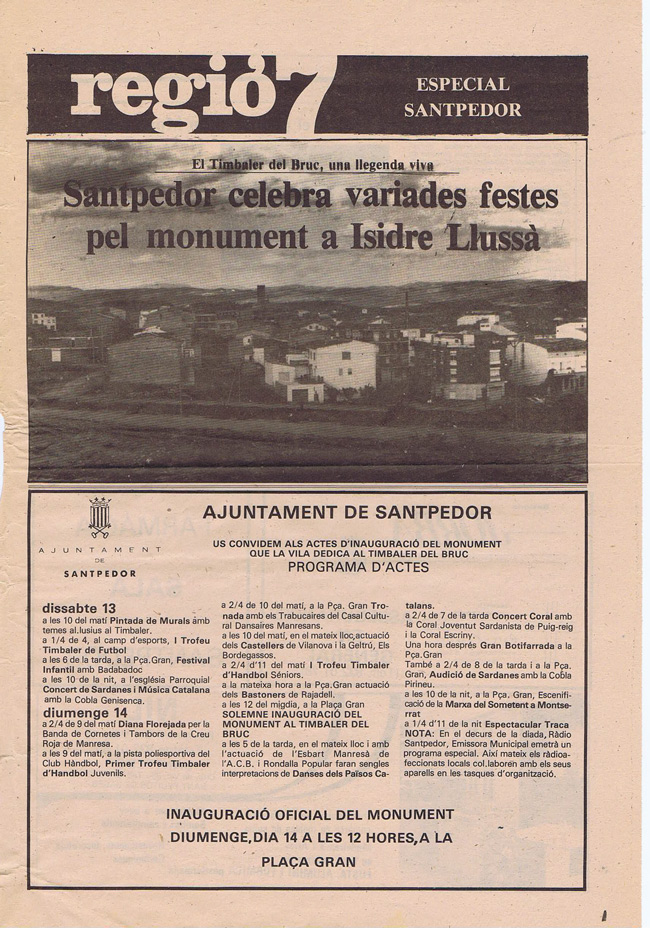 regió7
ESPECIAL
SANTPEDOR
El Timbaler del Bruc, una llegenda viva
Santpedor celebra variades festes
pel monument a Isidre Llussà
AJUNTAMENT
DE
SANTPEDOR
AJUNTAMENT DE SANTPEDOR
US CONVIDEM ALS ACTES D'INAUGURACIÓ DEL MONUMENT
QUE LA VILA DEDICA AL TIMBALER DEL BRUC
PROGRAMA D'ACTES
dissabte 13
a les 10 del matí Pintada de Murals amb
temes al.lusius al Timbaler.
a 1/4 de 4, al camp d'esports, I Trofeu
Timbaler de Futbol
a les 6 de la tarda, a la Pça.Gran, Festival
Infantil amb Badabadoc
a les 10 de la nit, a l'església Parroquial
Concert de Sardanes i Música Catalana
amb la Cobla Genisenca.
diumenge 14
a 2/4 de 9 del matí Diana Florejada per la
Banda de Cornetes i Tambors de la Creu
Roja de Manresa.
a les 9 del matí, a la pista poliesportiva del
Club Hàndbol, Primer Trofeu Timbaler
d'Handbol Juvenils.
a 2/4 de 10 del matí, a la Pça. Gran Tro-
nada amb els Trabucaires del Casal Cultu-
ral Dansaires Manresans.
a les 10 del matí, en el mateix lloc,actuació
dels Castellers de Vilanova i la Geltrú, Els
Bordegassos.
a 2/4 d'11 del matí I Trofeu Timbaler
d'Handbol Séniors.
a la mateixa hora a la Pça.Gran actuació
dels Bastoners de Rajadell.
a les 12 del migdia, a la Plaça Gran
SOLEMNE INAUGURACIÓ DEL
MONUMENT AL TIMBALER DEL
BRUC
a les 5 de la tarda, en el mateix lloc i amb
l'actuació de l'Esbart Manresà de
l'A.C.B. i Rondalla Popular faran sengles
interpretacions de Danses dels Països Ca-
talans.
a 2/4 de 7 de la tarda Concert Coral amb
la Coral Joventut Sardanista de Puig-reig
i la Coral Escriny.
Una hora després Gran Botifarrada a la
Pça.Gran
També a 2/4 de 8 de la tarda i a la Pça.
Gran, Audició de Sardanes amb la Cobla
Pirineu.
a les 10 de la nit, a la Pça. Gran, Escenifi-
cació de la Marxa del Sometent a Montse-
rrat
a 1/4 d'11 de la nit Espectacular Traca
NOTA: En el decurs de la diada, Ràdio
Santpedor, Emissora Municipal emetrà un
programa especial. Així mateix els ràdioa-
feccionats locals col.laboren amb els seus
aparells en les tasques d'organització.
INAUGURACIÓ OFICIAL DEL MONUMENT
DIUMENGE,DIA 14 A LES 12 HORES,A LA
PLAÇA GRAN